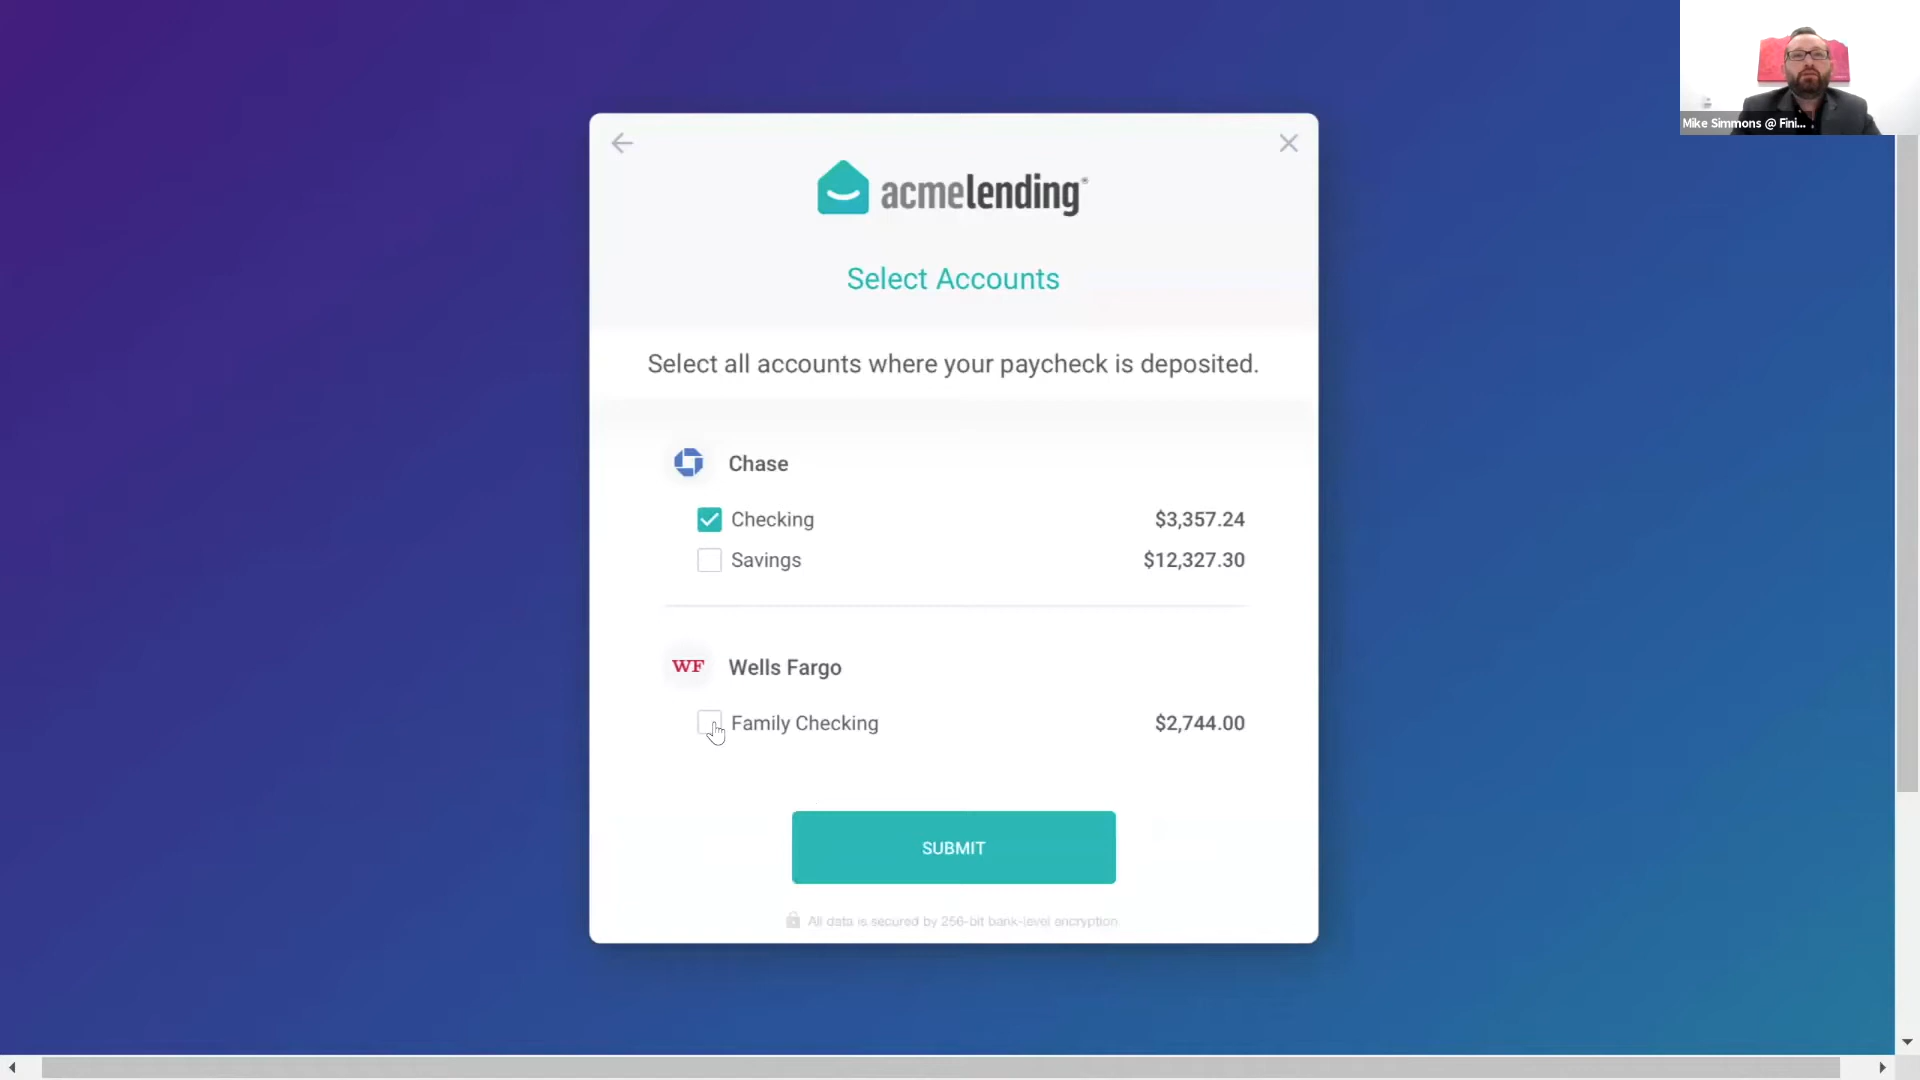 Mike Simmons @ Fini...
acmelending®
Select Accounts
Select all accounts where your paycheck is deposited.
Chase
Checking $3,357.24
Savings $12,327.30
WF Wells Fargo
Family Checking $2,744.00
SUBMIT
All data is secured by 256-bit bank-level encryption